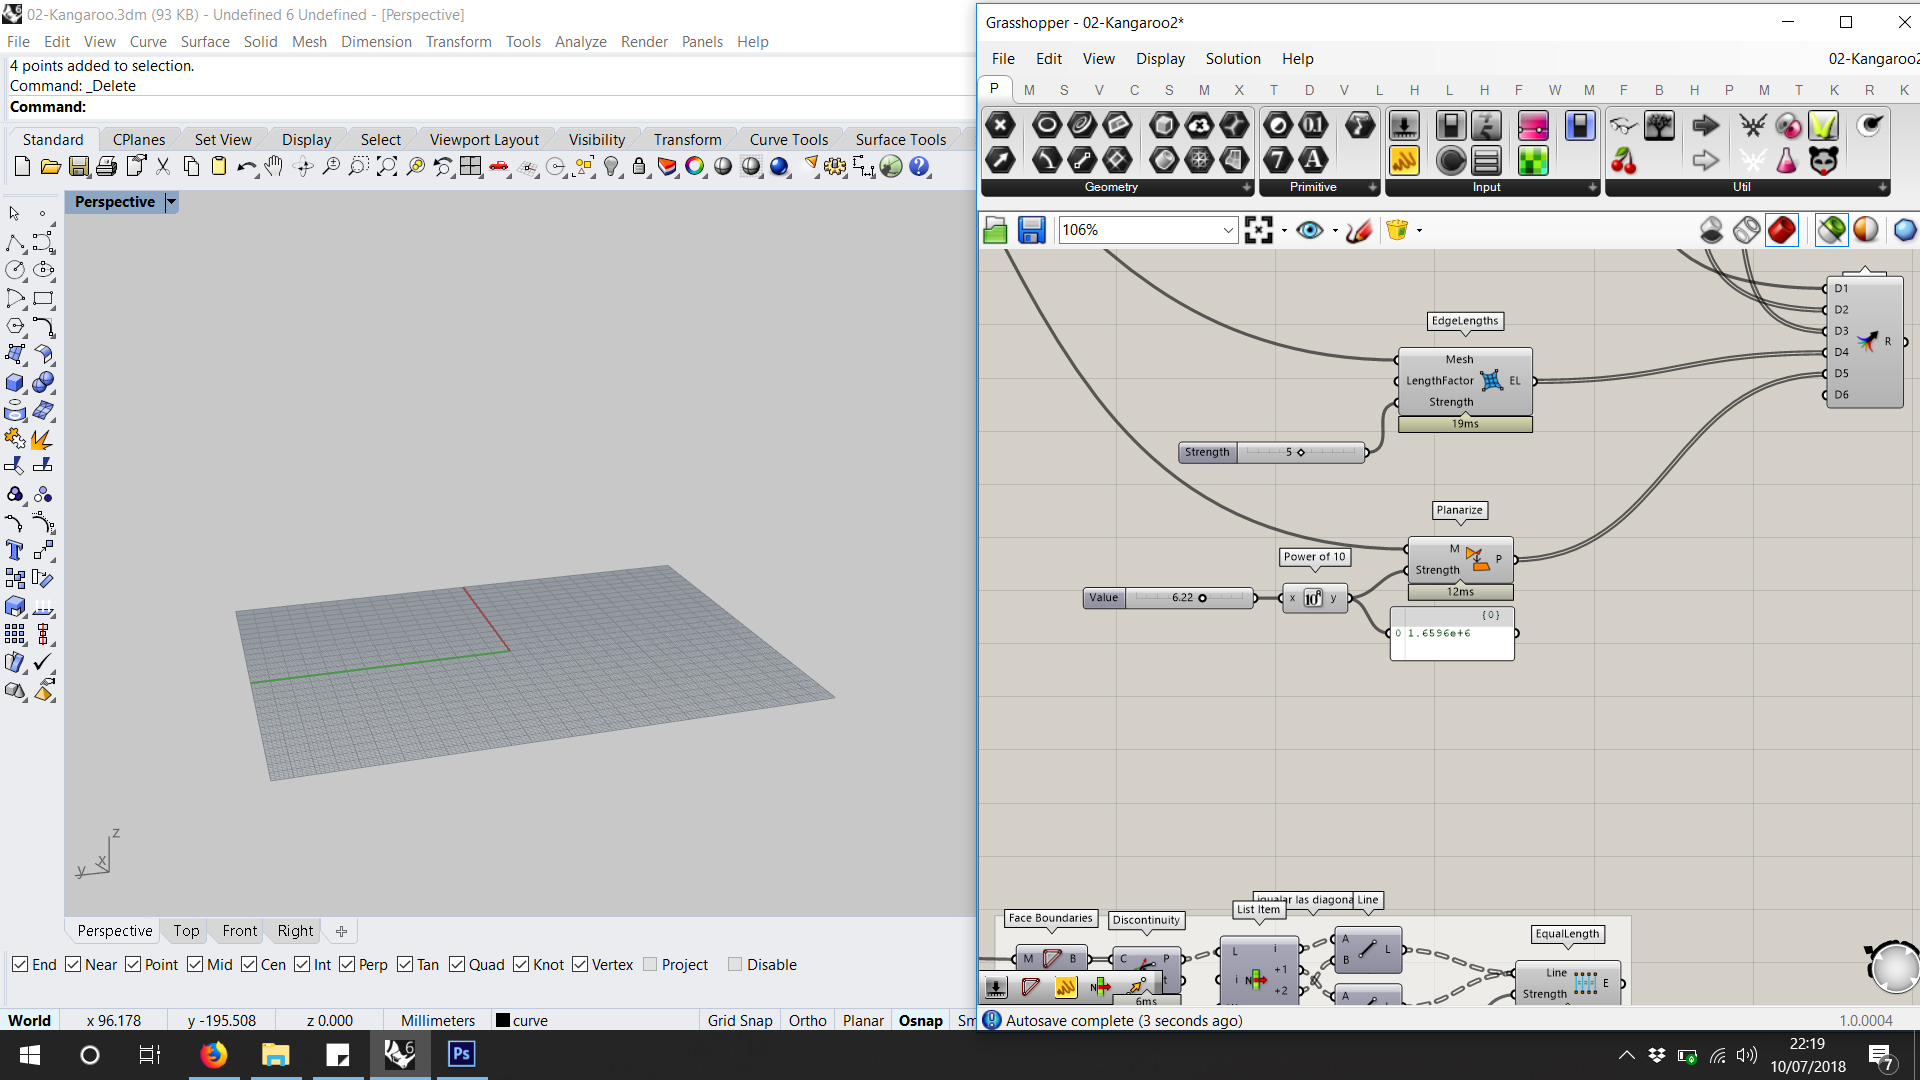 02-Kangaroo.3dm (93 KB) - Undefined 6 Undefined - [Perspective]
File Edit View Curve Surface Solid Mesh Dimension Transform Tools Analyze Render Panels Help
4 points added to selection.
Command: _Delete
Command:
Standard CPlanes Set View Display Select Viewport Layout Visibility Transform Curve Tools Surface Tools
Perspective
z
x
y
Perspective Top Front Right
End Near Point Mid Cen Int Perp Tan Quad Knot Vertex Project Disable
World x 96.178 y -195.508 z 0.000 Millimeters curve Grid Snap Ortho Planar Osnap Sm
Grasshopper - 02-Kangaroo2*
File Edit View Display Solution Help 02-Kangaroo2
P M S V C S M X T D V L H L H F W M F B H P M T K R K
Geometry Primitive Input Util
106%
D1
D2
D3
D4
D5
D6
R
EdgeLengths
Mesh
LengthFactor EL
Strength
19ms
Strength 5
Planarize
M P
Strength
12ms
Power of 10
Value 6.22
x 10 y
{0}
0 1.6596e+6
igualar las diagona
Face Boundaries Discontinuity List Item Line
M B C P
t
L i
i N +1
+2
A
B L
A
EqualLength
Line E
Strength
6ms
Autosave complete (3 seconds ago) 1.0.0004
6 Ps
22:19
10/07/2018
7